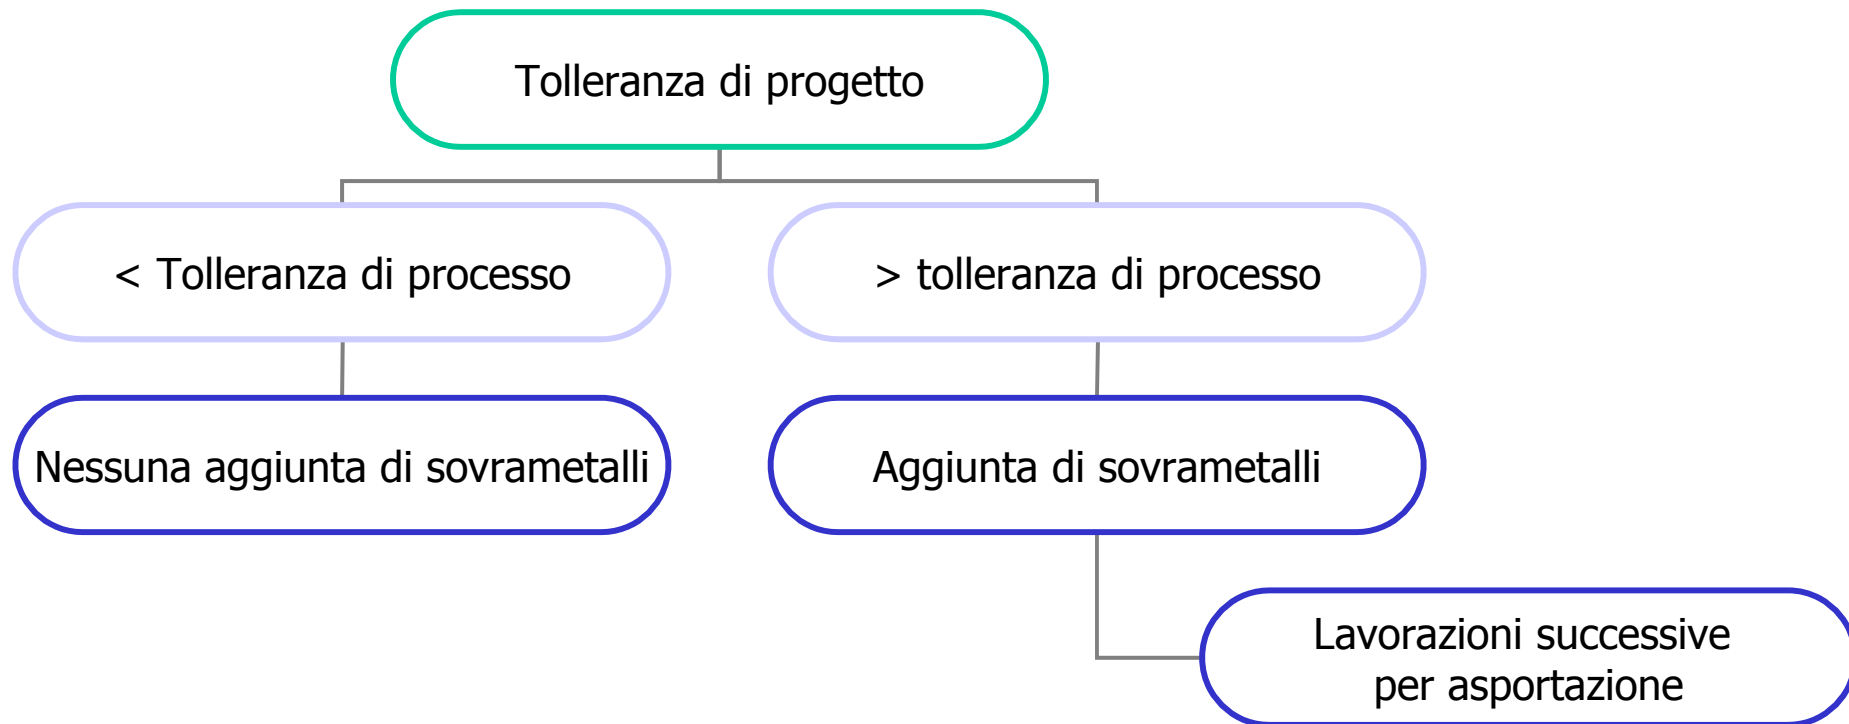 Tolleranza di progetto
< Tolleranza di processo
> tolleranza di processo
Nessuna aggiunta di sovrametalli
Aggiunta di sovrametalli
Lavorazioni successive
per asportazione